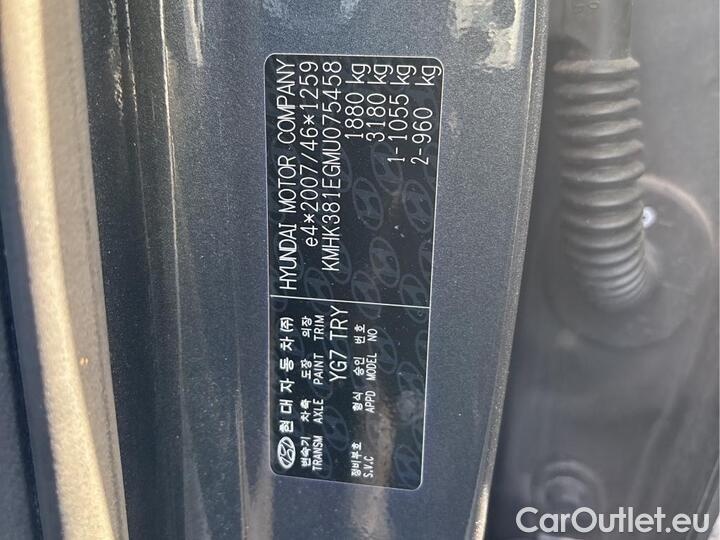 현대자동차(주) HYUNDAI MOTOR COMPANY
변속기 차축 도장 의장 e4*2007/46*1259
TRANSM AXLE PAINT TRIM KMHK381EGMU075458
YG7 TRY 1880 kg
3180 kg
정비부호 형식 승인 번호 1-1055 kg
S.V.C APPD MODEL NO 2-960 kg
CarOutlet.eu